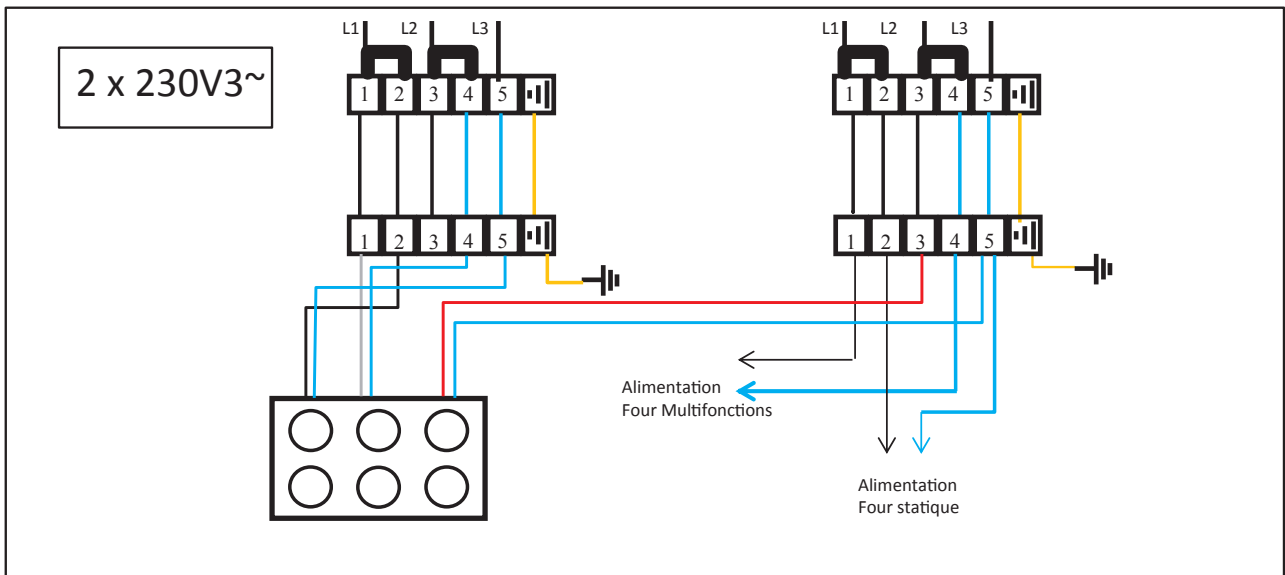 L1 L2 L3
L1 L2 L3
2 x 230V3~
1 2 3 4 5
1 2 3 4 5
1 2 3 4 5
1 2 3 4 5
Alimentation
Four Multifonctions
Alimentation
Four statique